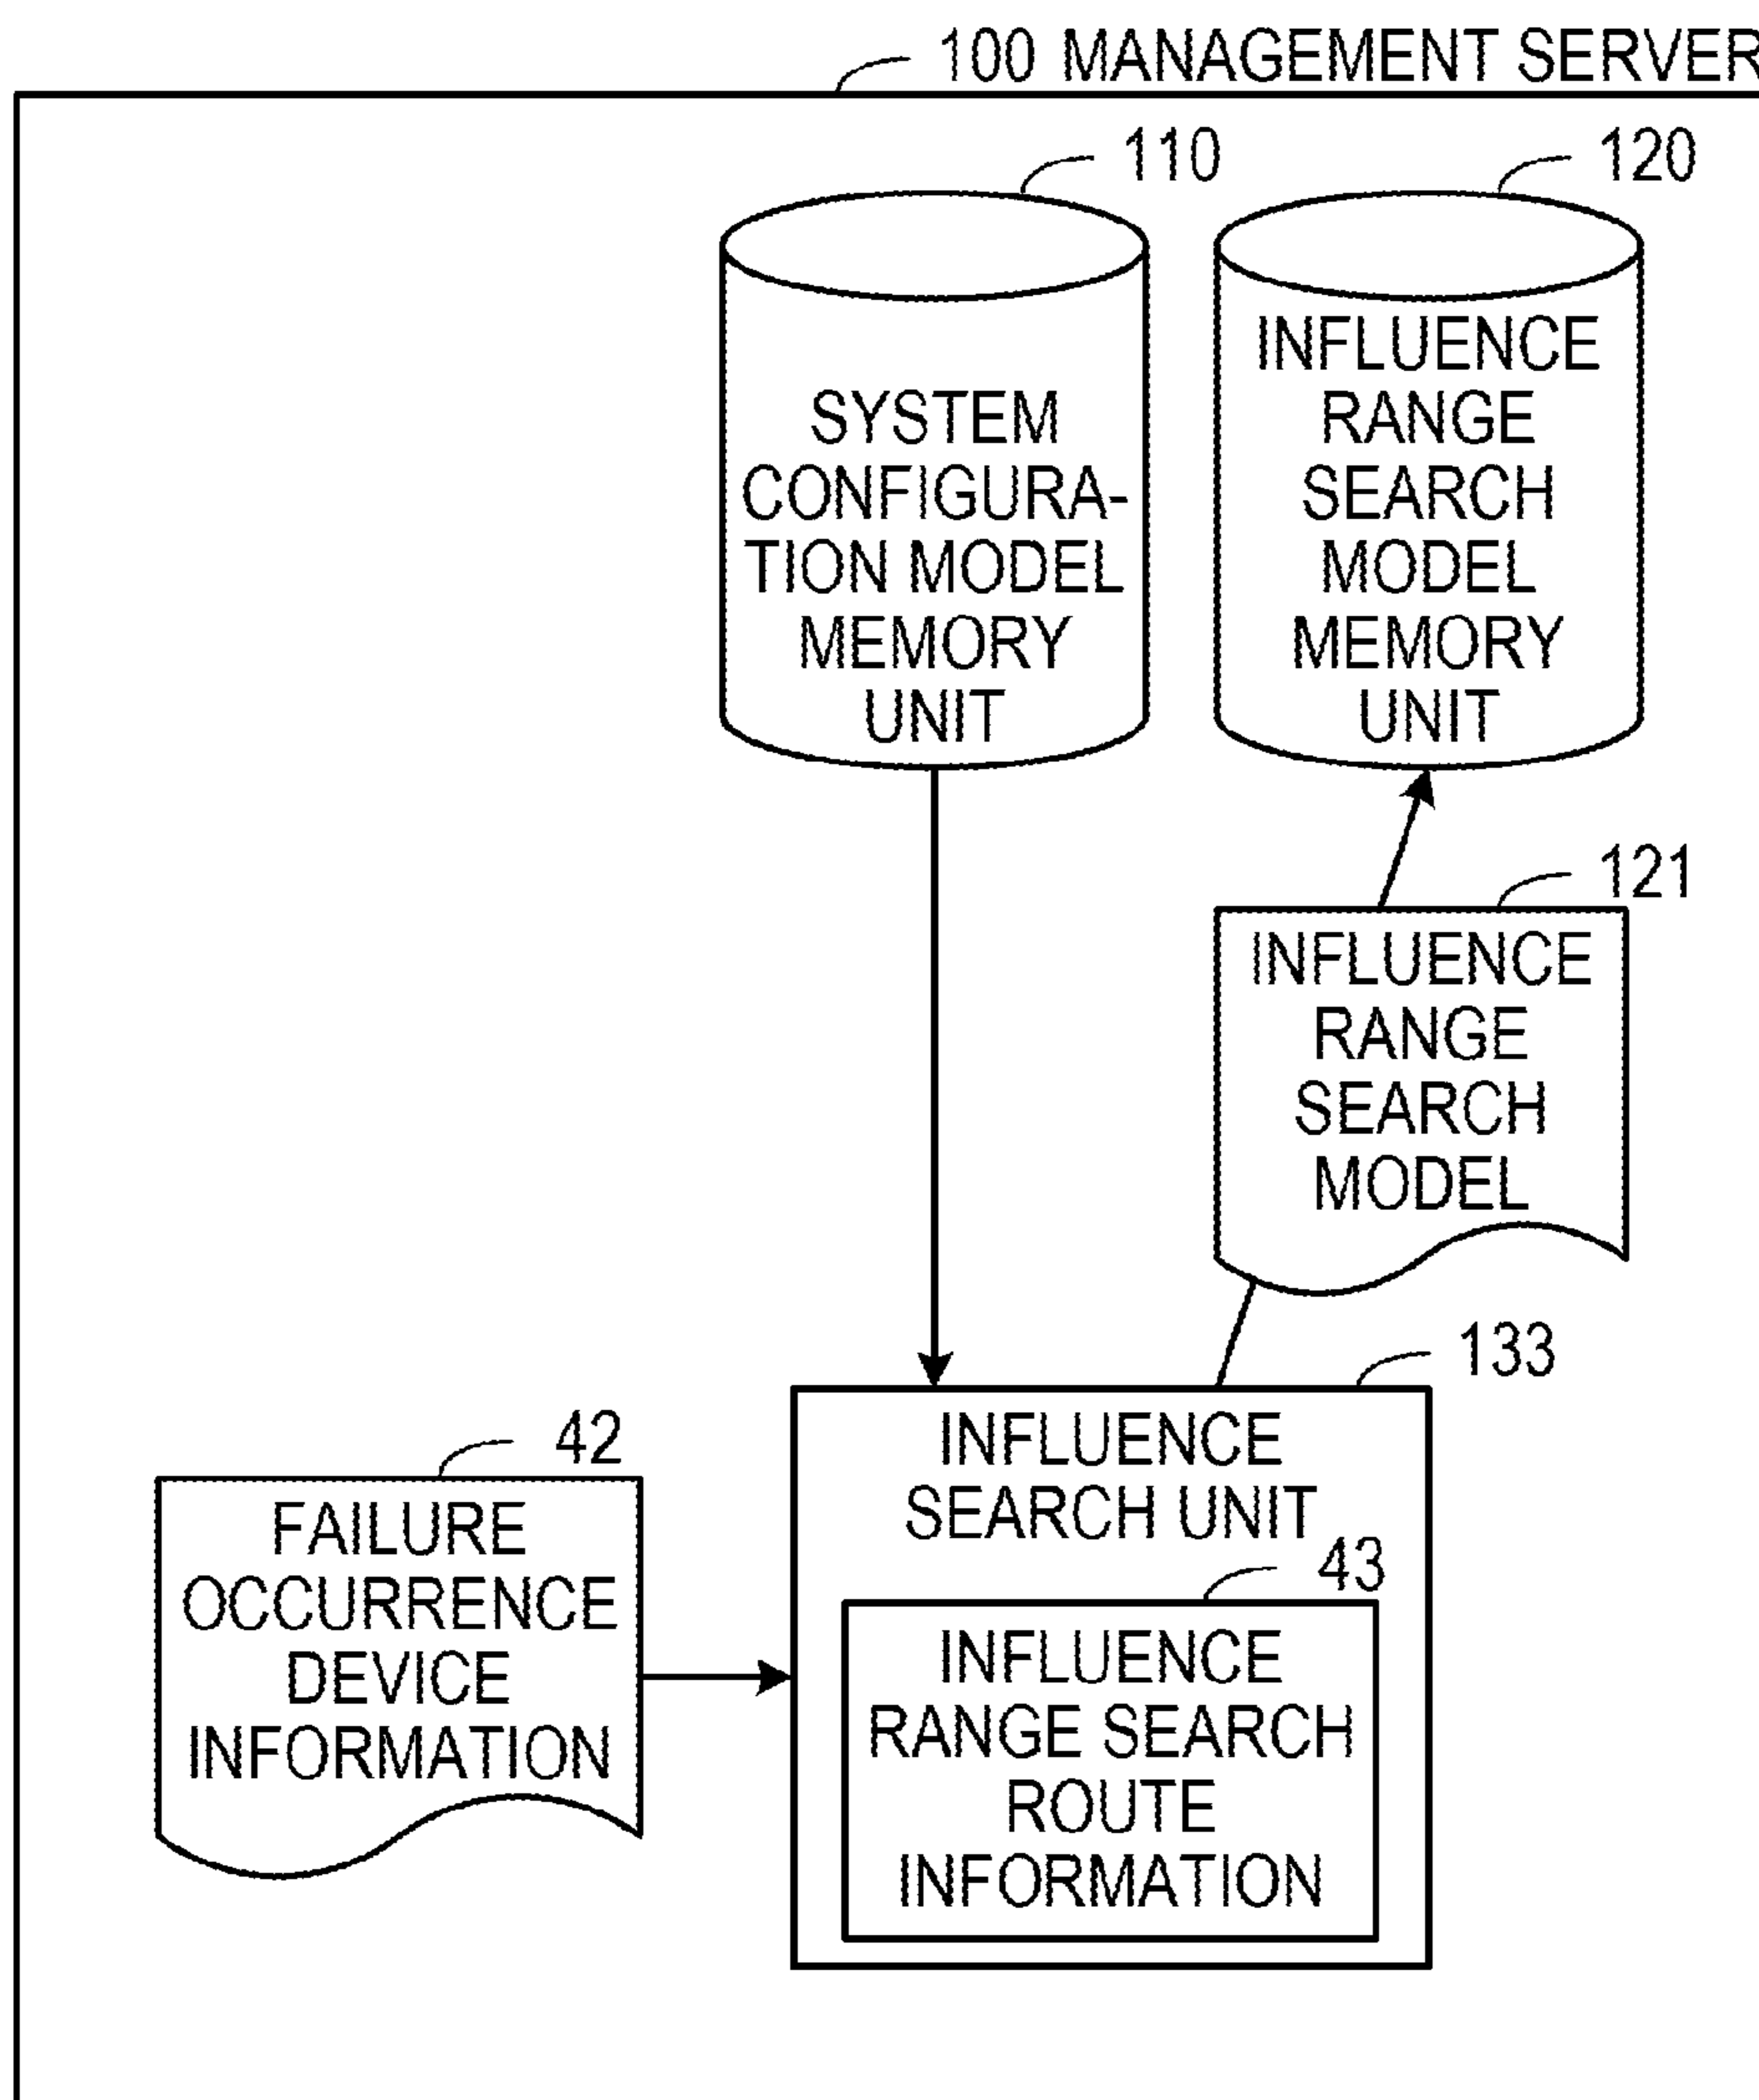 100 MANAGEMENT SERVER
110
120
SYSTEM
CONFIGURA-
TION MODEL
MEMORY
UNIT
INFLUENCE
RANGE
SEARCH
MODEL
MEMORY
UNIT
121
INFLUENCE
RANGE
SEARCH
MODEL
133
INFLUENCE
SEARCH UNIT
43
INFLUENCE
RANGE SEARCH
ROUTE
INFORMATION
42
FAILURE
OCCURRENCE
DEVICE
INFORMATION